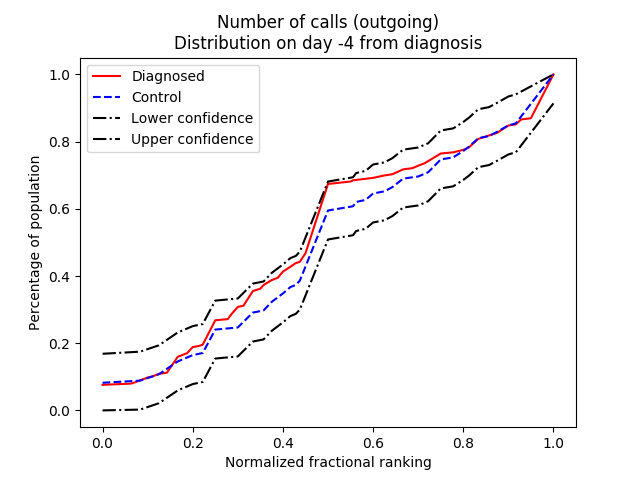 Number of calls (outgoing)
Distribution on day -4 from diagnosis
Percentage of population
1.0
0.8
0.6
0.4
0.2
0.0
Diagnosed
Control
Lower confidence
Upper confidence
0.0 0.2 0.4 0.6 0.8 1.0
Normalized fractional ranking